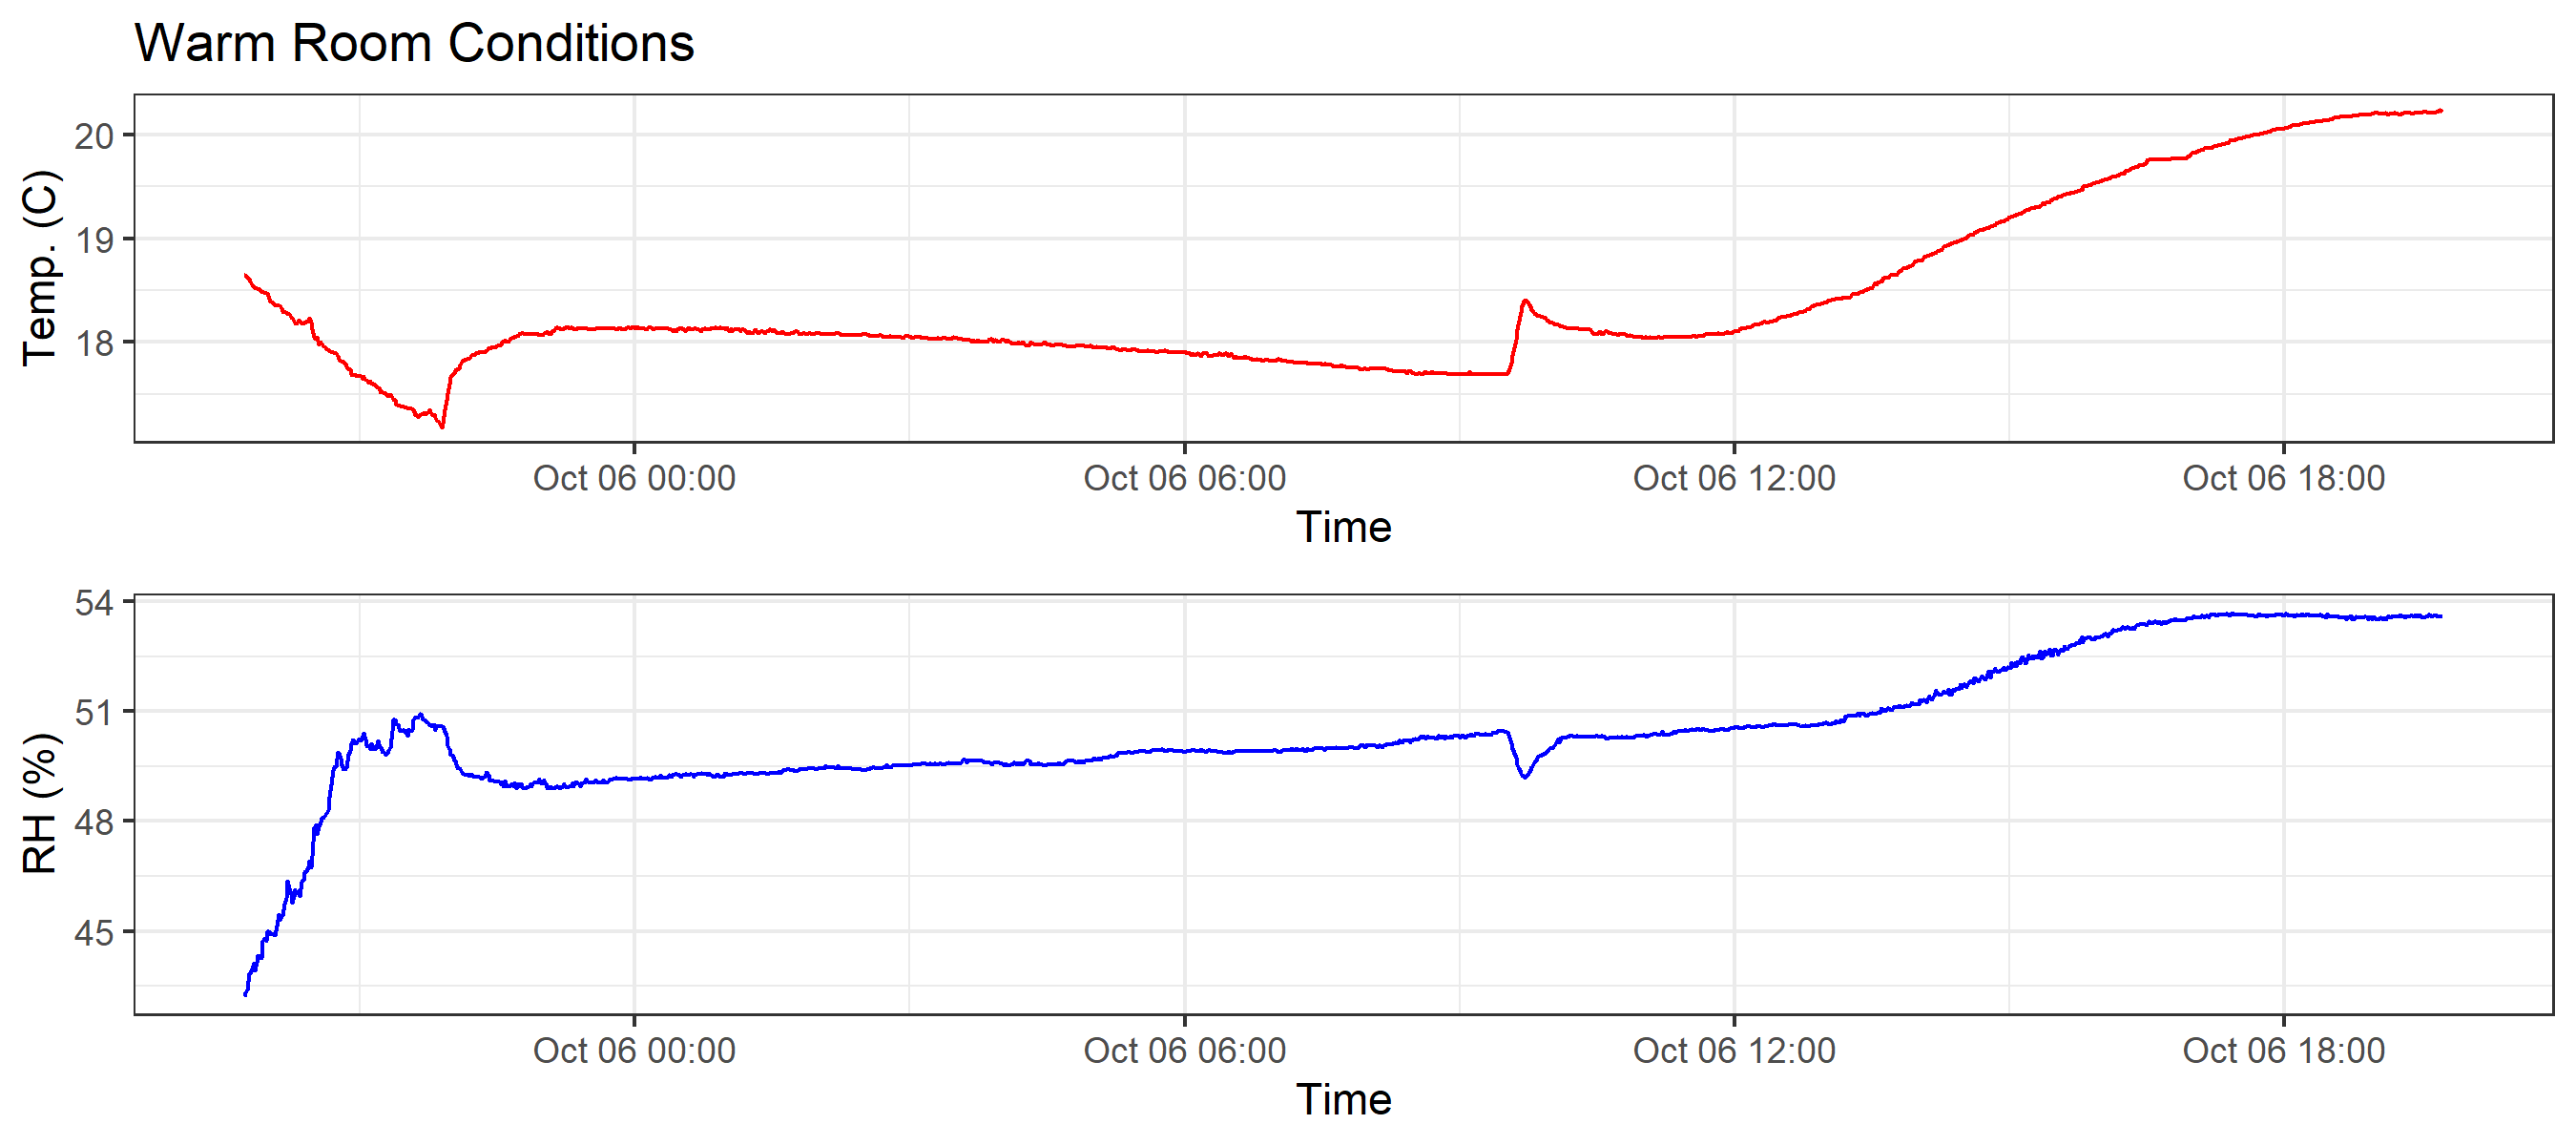 Warm Room Conditions
Temp. (C)
20
19
18
Oct 06 00:00 Oct 06 06:00 Oct 06 12:00 Oct 06 18:00
Time
RH (%)
54
51
48
45
Oct 06 00:00 Oct 06 06:00 Oct 06 12:00 Oct 06 18:00
Time